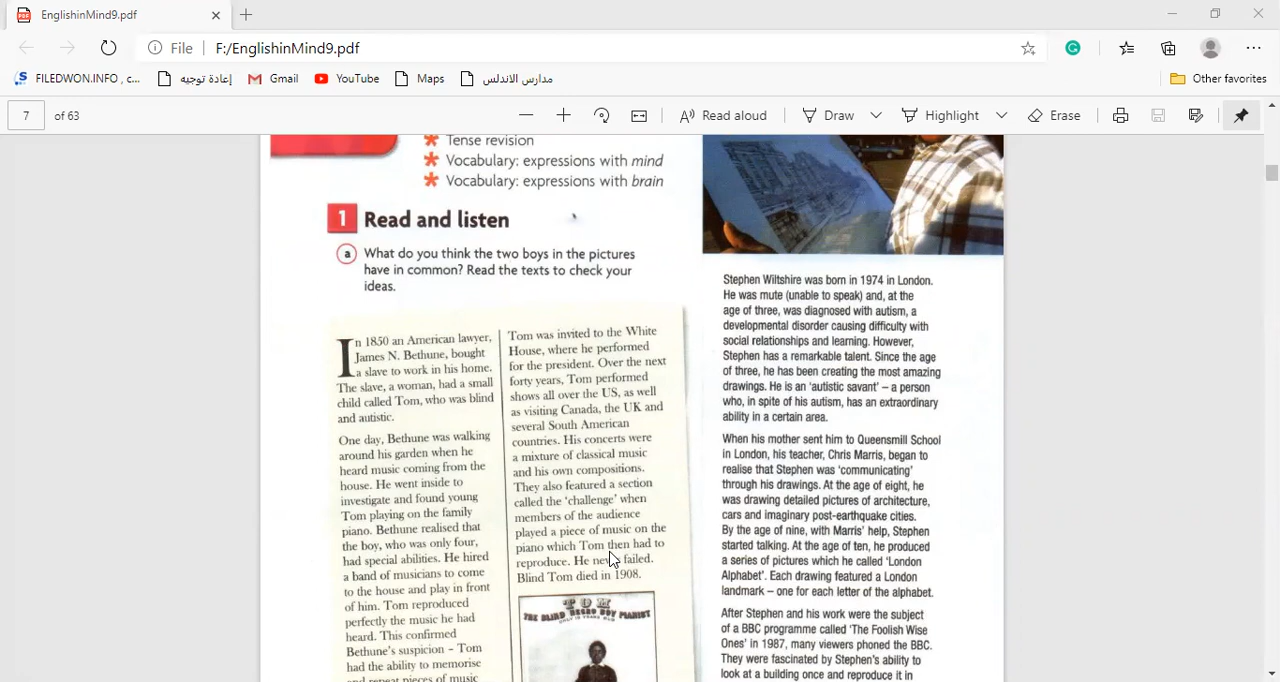 EnglishinMind9.pdf
File
F:/EnglishinMind9.pdf
FILEDWON.INFO , c...
إعادة توجيه
Gmail
YouTube
Maps
مدارس الاندلس
Other favorites
7 of 63
Read aloud
Draw
Highlight
Erase
Tense revision
Vocabulary: expressions with mind
Vocabulary: expressions with brain
1 Read and listen
a What do you think the two boys in the pictures
have in common? Read the texts to check your
ideas.
In 1850 an American lawyer,
James N. Bethune, bought
a slave to work in his home.
The slave, a woman, had a small
child called Tom, who was blind
and autistic.
One day, Bethune was walking
around his garden when he
heard music coming from the
house. He went inside to
investigate and found young
Tom playing on the family
piano. Bethune realised that
the boy, who was only four,
had special abilities. He hired
a band of musicians to come
to the house and play in front
of him. Tom reproduced
perfectly the music he had
heard. This confirmed
Bethune's suspicion – Tom
had the ability to memorise
and repeat pieces of music
Tom was invited to the White
House, where he performed
for the president. Over the next
forty years, Tom performed
shows all over the US, as well
as visiting Canada, the UK and
several South American
countries. His concerts were
a mixture of classical music
and his own compositions.
They also featured a section
called the 'challenge' when
members of the audience
played a piece of music on the
piano which Tom then had to
reproduce. He never failed.
Blind Tom died in 1908.
TOM
THE BLIND NEGRO BOY PIANIST
Stephen Wiltshire was born in 1974 in London.
He was mute (unable to speak) and, at the
age of three, was diagnosed with autism, a
developmental disorder causing difficulty with
social relationships and learning. However,
Stephen has a remarkable talent. Since the age
of three, he has been creating the most amazing
drawings. He is an 'autistic savant' – a person
who, in spite of his autism, has an extraordinary
ability in a certain area.
When his mother sent him to Queensmill School
in London, his teacher, Chris Marris, began to
realise that Stephen was 'communicating'
through his drawings. At the age of eight, he
was drawing detailed pictures of architecture,
cars and imaginary post-earthquake cities.
By the age of nine, with Marris' help, Stephen
started talking. At the age of ten, he produced
a series of pictures which he called 'London
Alphabet'. Each drawing featured a London
landmark – one for each letter of the alphabet.
After Stephen and his work were the subject
of a BBC programme called 'The Foolish Wise
Ones' in 1987, many viewers phoned the BBC.
They were fascinated by Stephen's ability to
look at a building once and reproduce it in